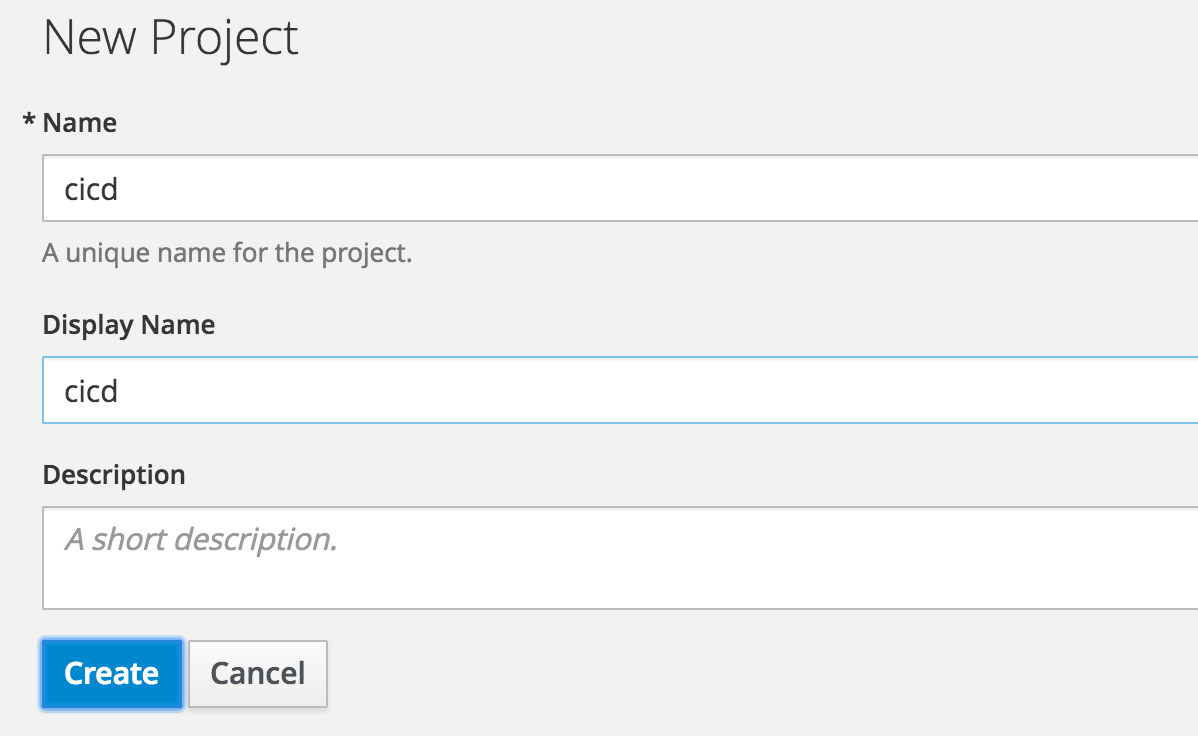 New Project
* Name
cicd
A unique name for the project.
Display Name
cicd
Description
A short description.
Create Cancel